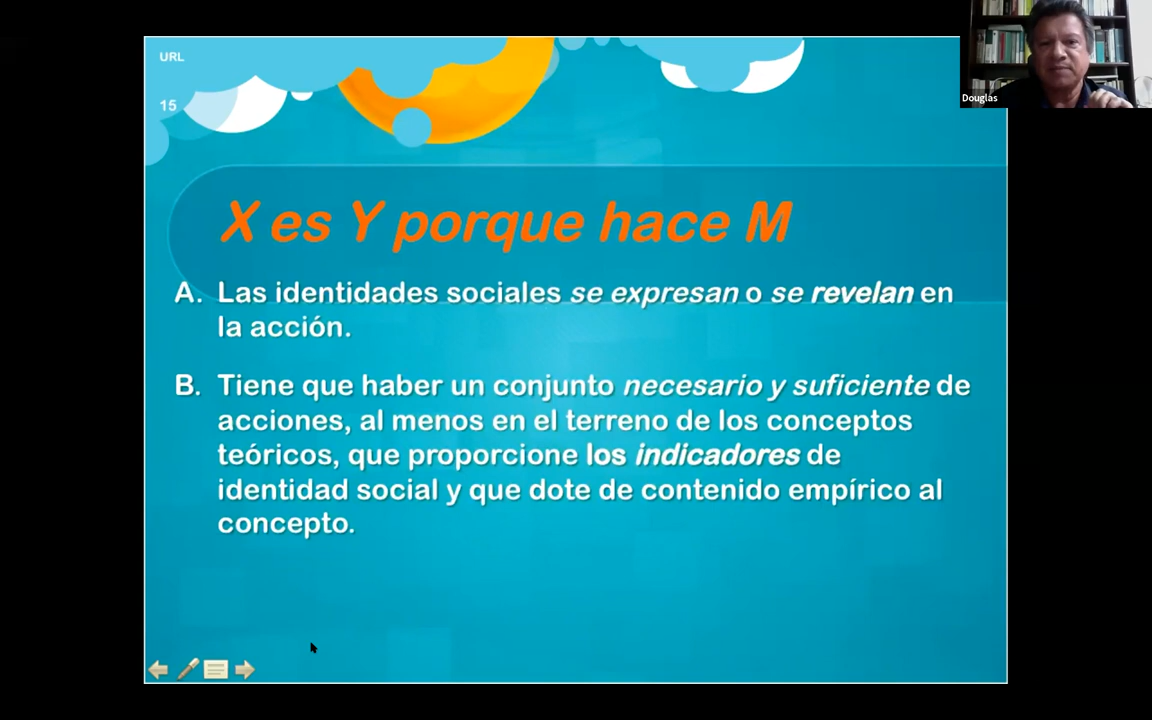 URL
15
Douglas
X es Y porque hace M
A. Las identidades sociales se expresan o se revelan en
la acción.
B. Tiene que haber un conjunto necesario y suficiente de
acciones, al menos en el terreno de los conceptos
teóricos, que proporcione los indicadores de
identidad social y que dote de contenido empírico al
concepto.